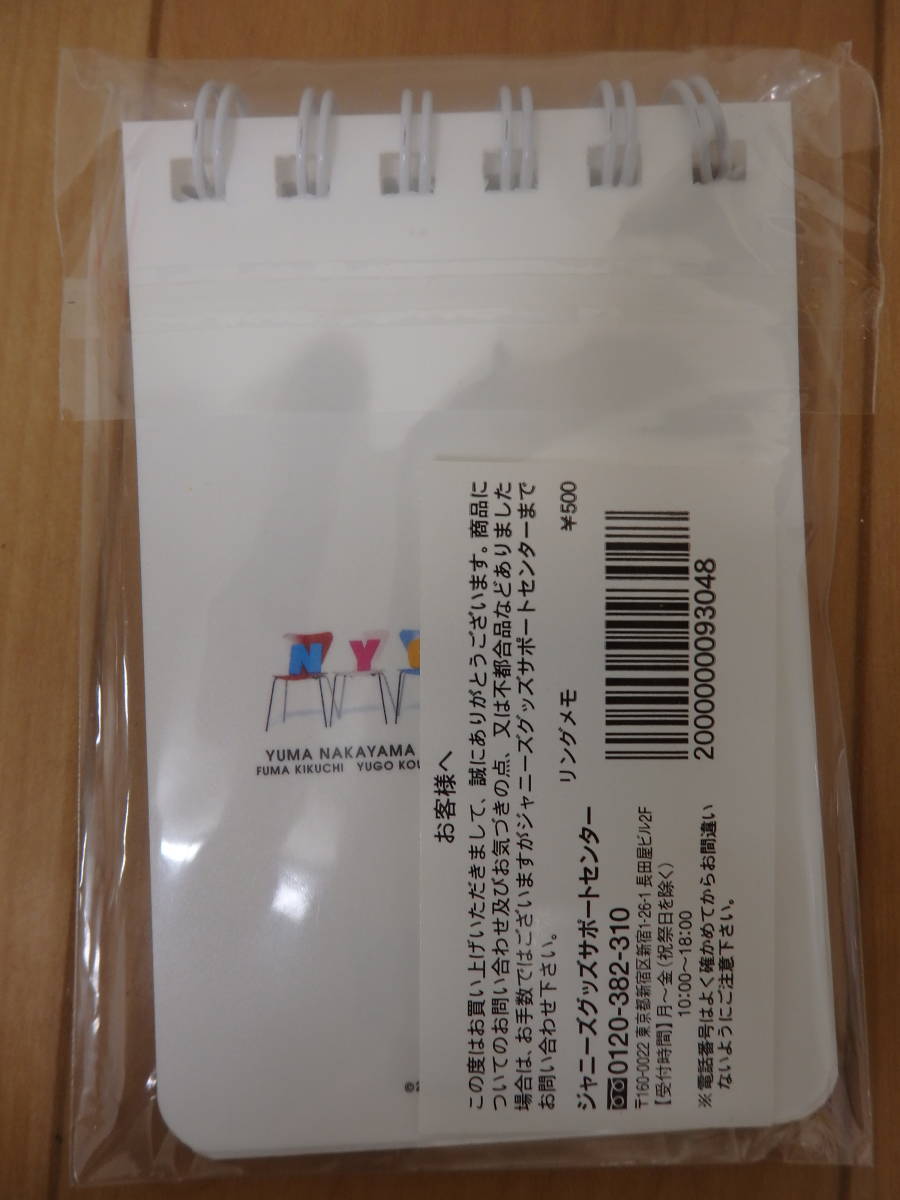 N Y
YUMA NAKAYAMA
FUMA KIKUCHI YUGO
©
お客様へ
この度はお買い上げいただきまして、誠にありがとうございます。商品に
ついてのお問い合わせ及びお気づきの点、又は不都合品などありました
場合は、お手数ではございますがジャニーズグッズサポートセンターまで
お問い合わせ下さい。
リングメモ ¥500
2000000093048
ジャニーズグッズサポートセンター
0120-382-310
〒160-0022 東京都新宿区新宿1-26-1 長田屋ビル2F
【受付時間】月～金(祝祭日を除く)
10:00～18:00
※電話番号はよく確かめてからお間違い
ないようにご注意下さい。